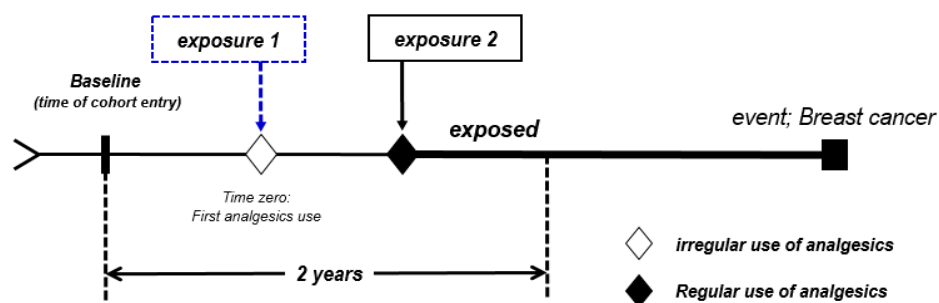 exposure 1
exposure 2
Baseline
(time of cohort entry)
exposed
event; Breast cancer
Time zero:
First analgesics use
irregular use of analgesics
2 years
Regular use of analgesics